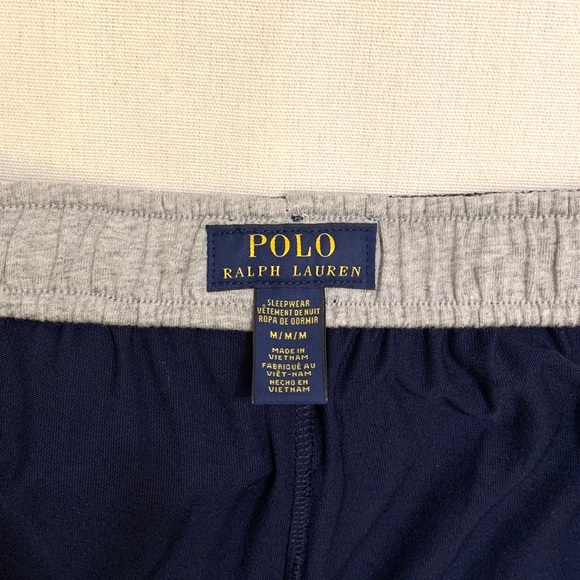 POLO
RALPH LAUREN
SLEEPWEAR
VÊTEMENT DE NUIT
ROPA DE DORMIR
M/M/M
MADE IN
VIETNAM
FABRIQUÉ AU
VIÊT-NAM
HECHO EN
VIETNAM